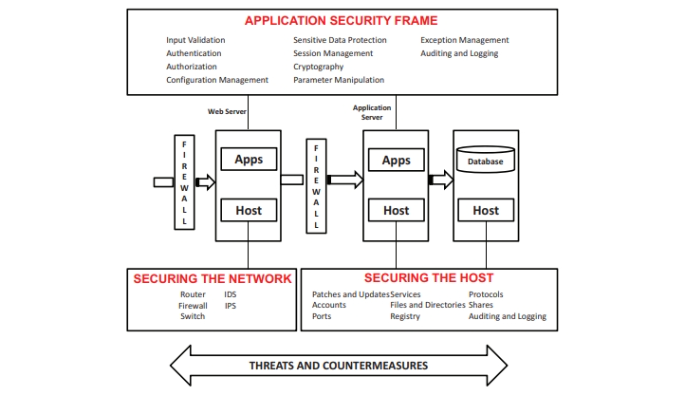 APPLICATION SECURITY FRAME
Input Validation
Authentication
Authorization
Configuration Management
Sensitive Data Protection
Session Management
Cryptography
Parameter Manipulation
Exception Management
Auditing and Logging
Web Server
Application
Server
FIREWALL
Apps
Host
FIREWALL
Apps
Host
Database
Host
SECURING THE NETWORK
Router
Firewall
Switch
IDS
IPS
SECURING THE HOST
Patches and Updates
Accounts
Ports
Services
Files and Directories
Registry
Protocols
Shares
Auditing and Logging
THREATS AND COUNTERMEASURES